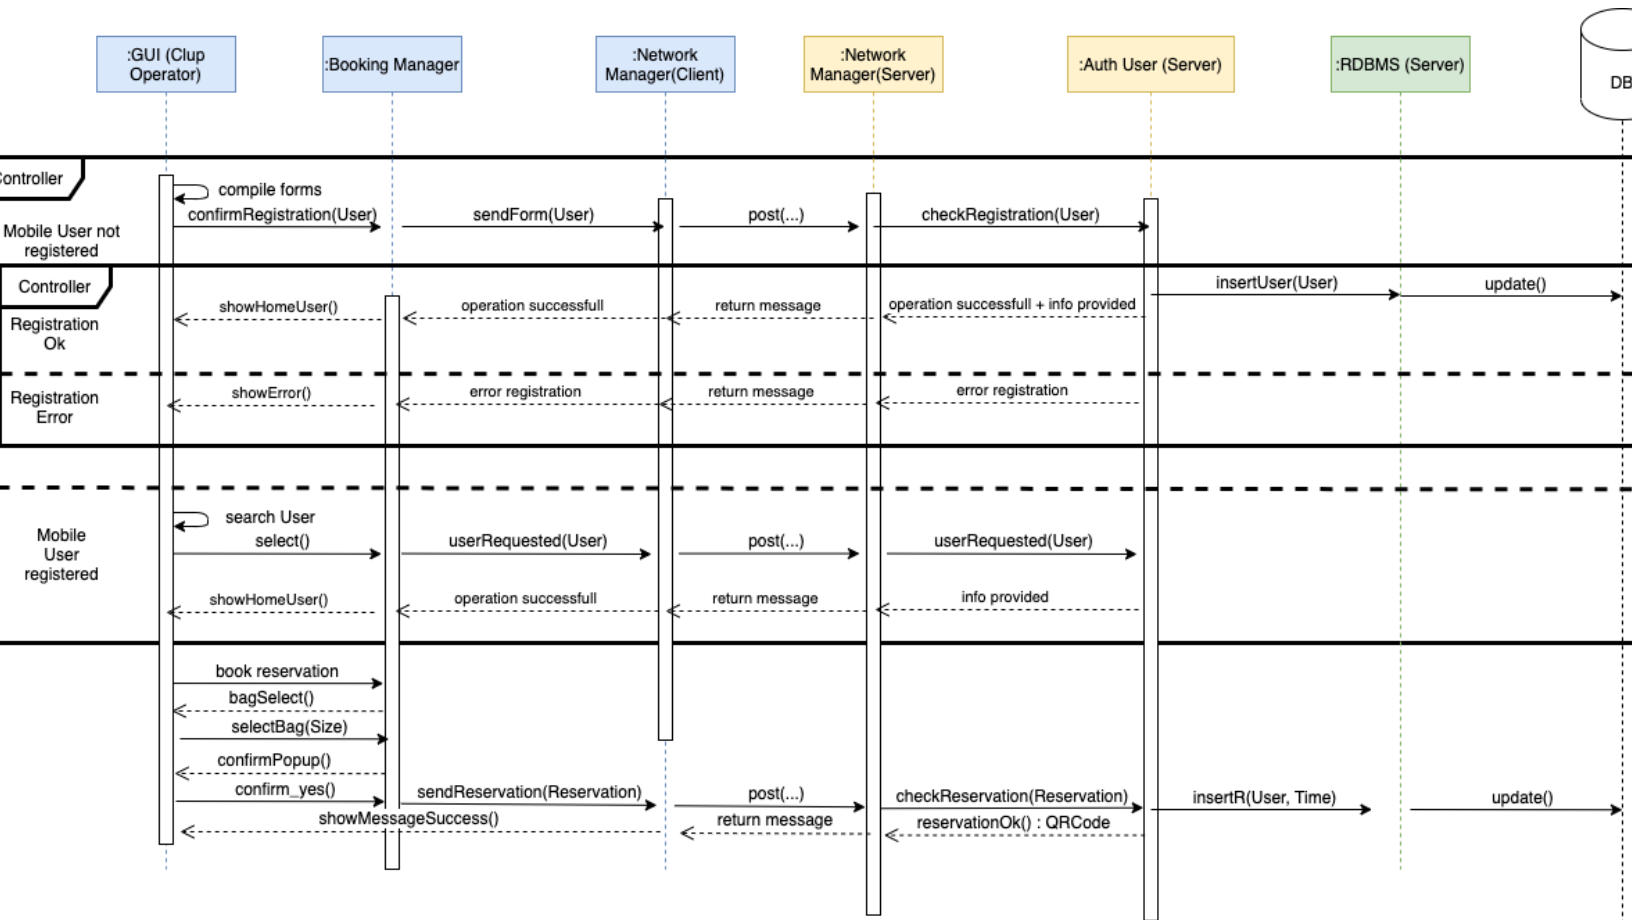 :GUI (Clup
Operator)
:Booking Manager
:Network
Manager(Client)
:Network
Manager(Server)
:Auth User (Server)
:RDBMS (Server)
DB
Controller
compile forms
confirmRegistration(User)
sendForm(User)
post(...)
checkRegistration(User)
Mobile User not
registered
Controller
insertUser(User)
update()
showHomeUser()
operation successfull
return message
operation successfull + info provided
Registration
Ok
showError()
error registration
return message
error registration
Registration
Error
search User
select()
userRequested(User)
post(...)
userRequested(User)
Mobile
User
registered
showHomeUser()
operation successfull
return message
info provided
book reservation
bagSelect()
selectBag(Size)
confirmPopup()
confirm_yes()
sendReservation(Reservation)
post(...)
checkReservation(Reservation)
insertR(User, Time)
update()
showMessageSuccess()
return message
reservationOk() : QRCode